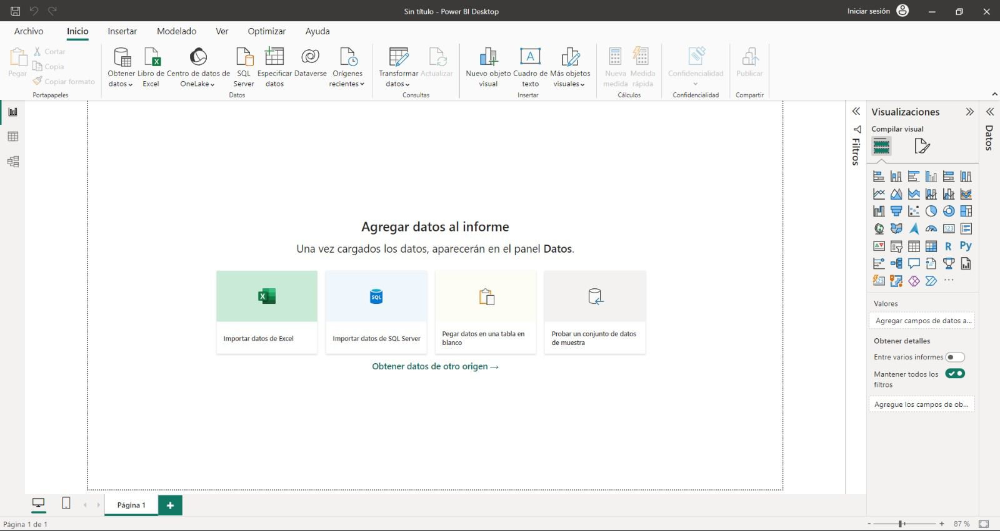 Sin título - Power BI Desktop
Iniciar sesión
Archivo Inicio Insertar Modelado Ver Optimizar Ayuda
Pegar
Cortar
Copia
Copiar formato
Portapapeles
Obtener datos
Libro de Excel
Centro de datos de OneLake
SQL Server
Especificar datos
Dataverse
Orígenes recientes
Datos
Transformar datos
Actualizar
Consultas
Nuevo objeto visual
Cuadro de texto
A
Más objetos visuales
Insertar
Nueva medida
Medida rápida
Cálculos
Confidencialidad
Confidencialidad
Publicar
Compartir
Agregar datos al informe
Una vez cargados los datos, aparecerán en el panel Datos.
X
SQL
Importar datos de Excel
Importar datos de SQL Server
Pegar datos en una tabla en
blanco
Probar un conjunto de datos
de muestra
Obtener datos de otro origen →
Filtros
Visualizaciones
Compilar visual
123
R
Py
123
...
Valores
Agregar campos de datos a...
Obtener detalles
Entre varios informes
Mantener todos los
filtros
Agregue los campos de ob...
Datos
Página 1
+
Página 1 de 1
- + 87 %